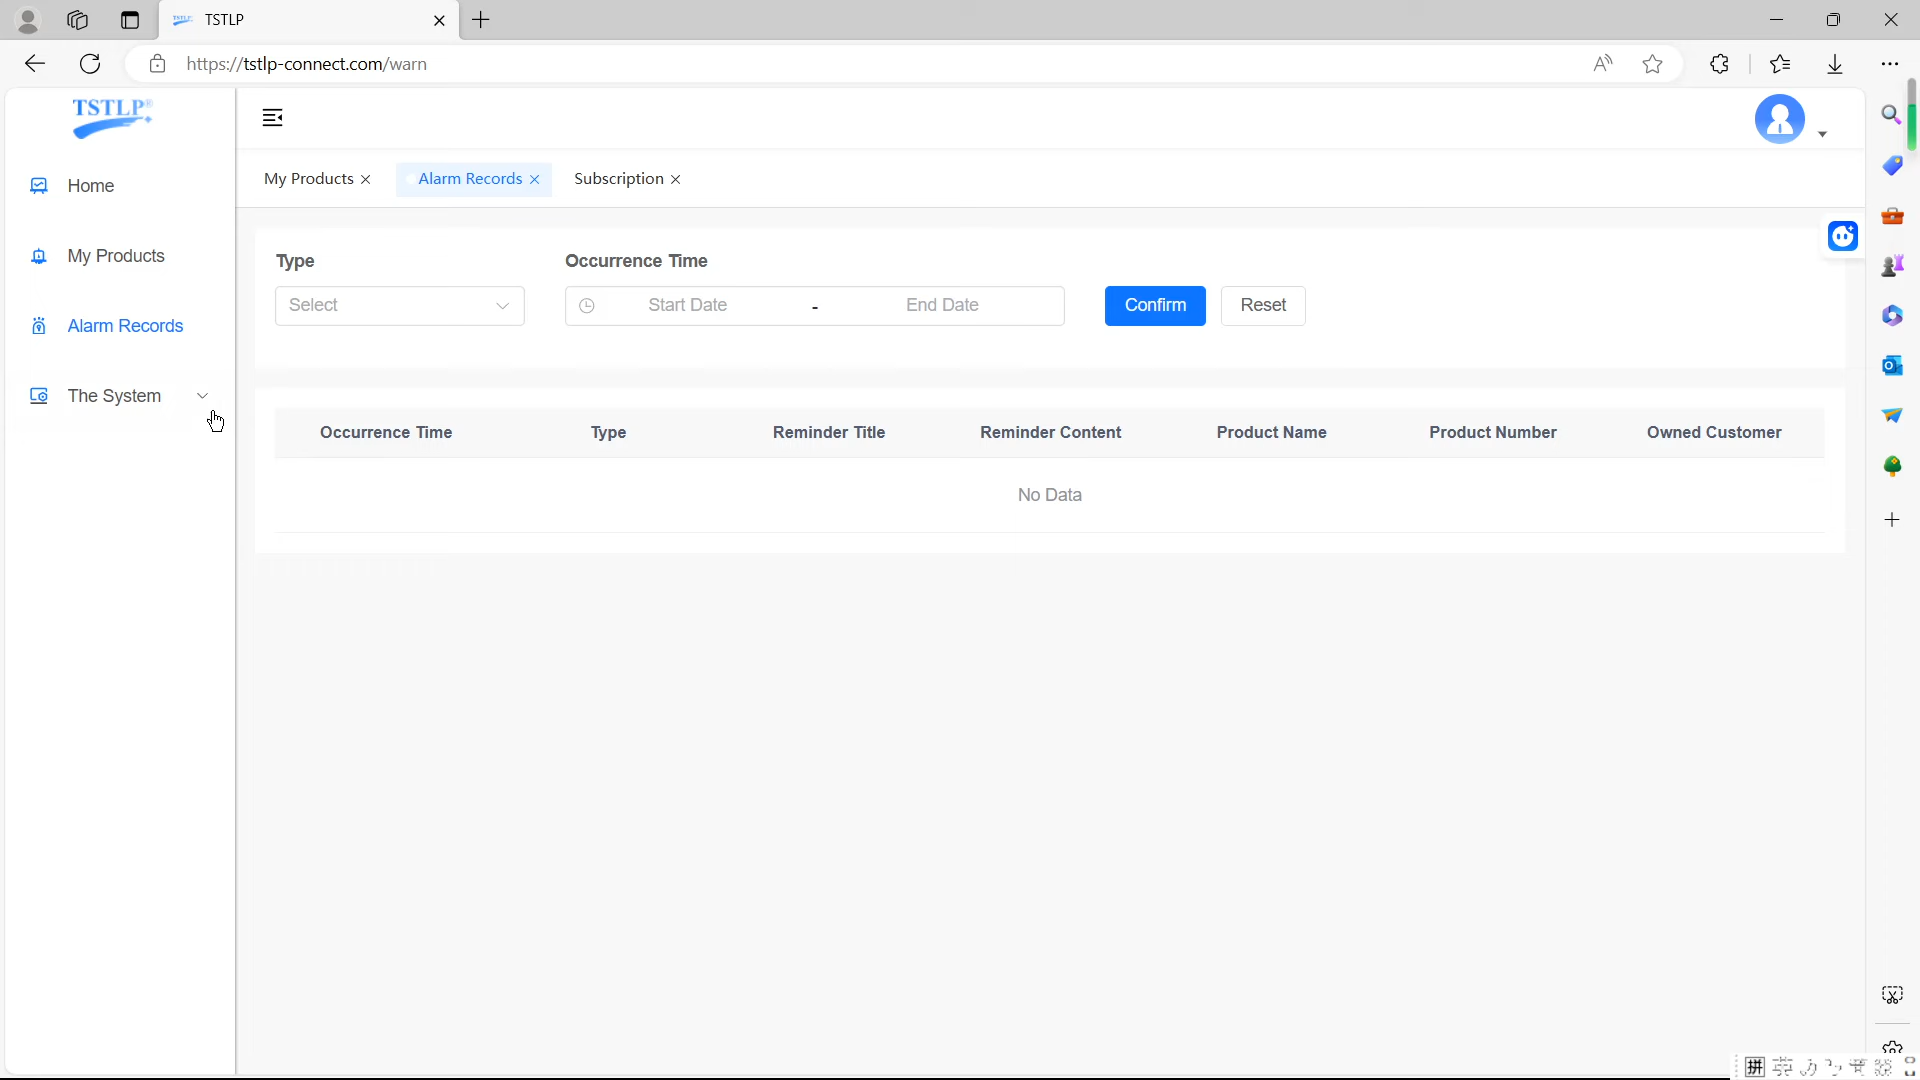 TSTLP
https://tstlp-connect.com/warn
TSTLP®
Home
My Products
Alarm Records
The System
My Products
Alarm Records
Subscription
Type
Occurrence Time
Select
Start Date
-
End Date
Confirm
Reset
Occurrence Time Type Reminder Title Reminder Content Product Name Product Number Owned Customer
No Data
拼 英